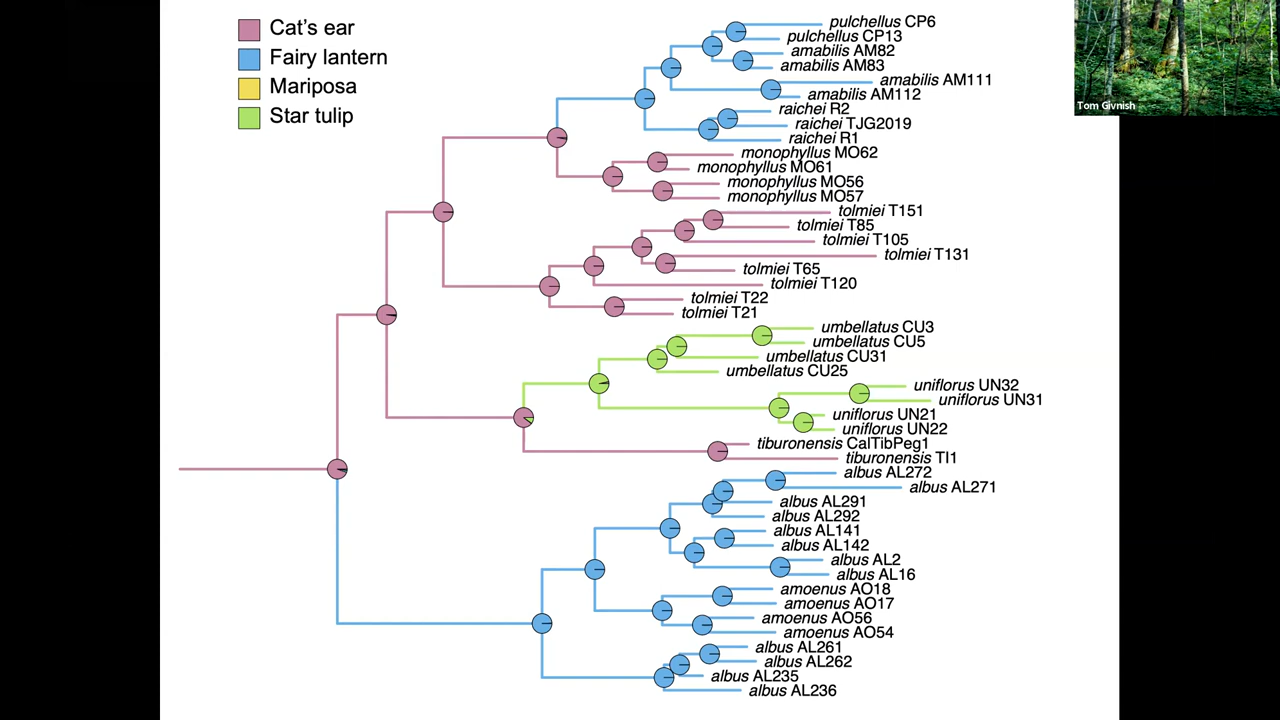 Cat's ear
Fairy lantern
Mariposa
Star tulip
Tom Givnish
pulchellus CP6
pulchellus CP13
amabilis AM82
amabilis AM83
amabilis AM111
amabilis AM112
raichei R2
raichei TJG2019
raichei R1
monophyllus MO62
monophyllus MO61
monophyllus MO56
monophyllus MO57
tolmiei T151
tolmiei T85
tolmiei T105
tolmiei T131
tolmiei T65
tolmiei T120
tolmiei T22
tolmiei T21
umbellatus CU3
umbellatus CU5
umbellatus CU31
umbellatus CU25
uniflorus UN32
uniflorus UN31
uniflorus UN21
uniflorus UN22
tiburonensis CalTibPeg1
tiburonensis TI1
albus AL272
albus AL271
albus AL291
albus AL292
albus AL141
albus AL142
albus AL2
albus AL16
amoenus AO18
amoenus AO17
amoenus AO56
amoenus AO54
albus AL261
albus AL262
albus AL235
albus AL236